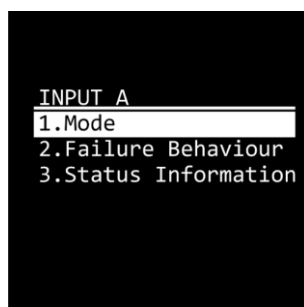 INPUT A
1.Mode
2.Failure Behaviour
3.Status Information